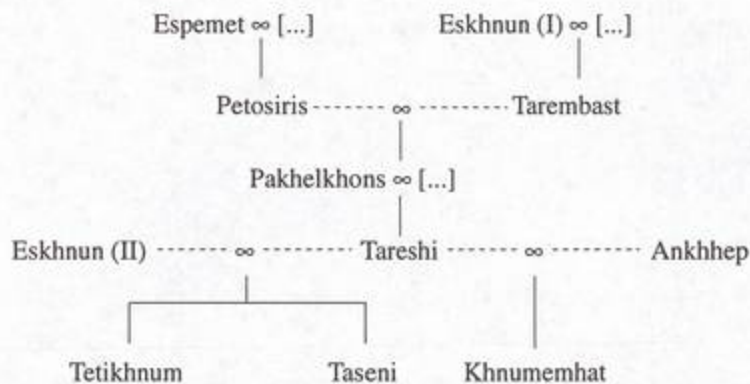 Espemet ∞ [...] Eskhnun (I) ∞ [...]
Petosiris ∞ Tarembast
Pakhelkhons ∞ [...]
Eskhnun (II) ∞ Tareshi ∞ Ankhhep
Tetikhnum Taseni Khnumemhat